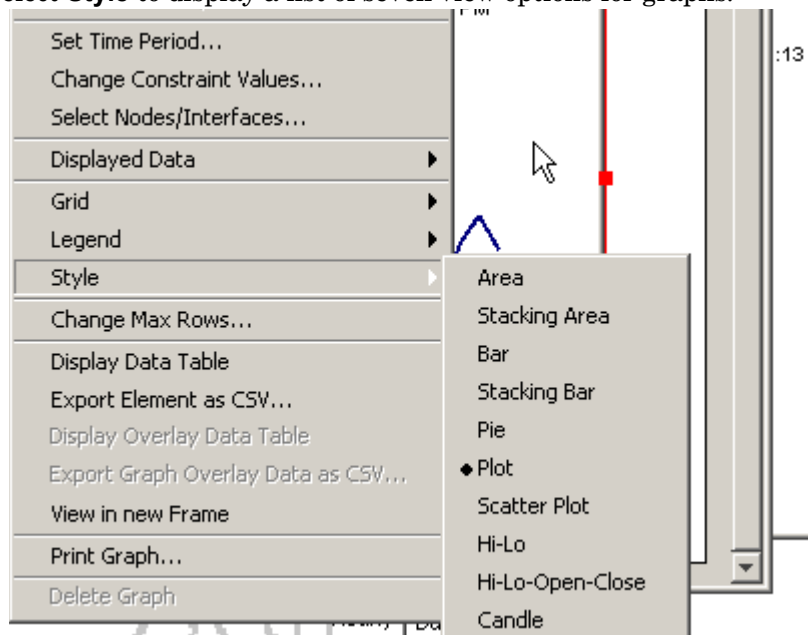 elect Style to display a list of seven view options for graphs.
PM
:13
Set Time Period...
Change Constraint Values...
Select Nodes/Interfaces...
Displayed Data
Grid
Legend
Style
Change Max Rows...
Display Data Table
Export Element as CSV...
Display Overlay Data Table
Export Graph Overlay Data as CSV...
View in new Frame
Print Graph...
Delete Graph
Area
Stacking Area
Bar
Stacking Bar
Pie
Plot
Scatter Plot
Hi-Lo
Hi-Lo-Open-Close
Candle